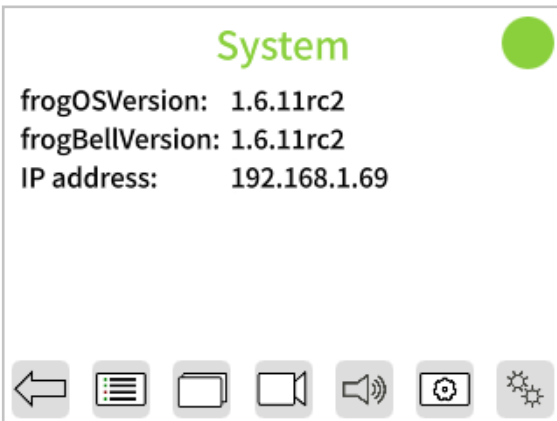 System
frogOSVersion: 1.6.11rc2
frogBellVersion: 1.6.11rc2
IP address: 192.168.1.69